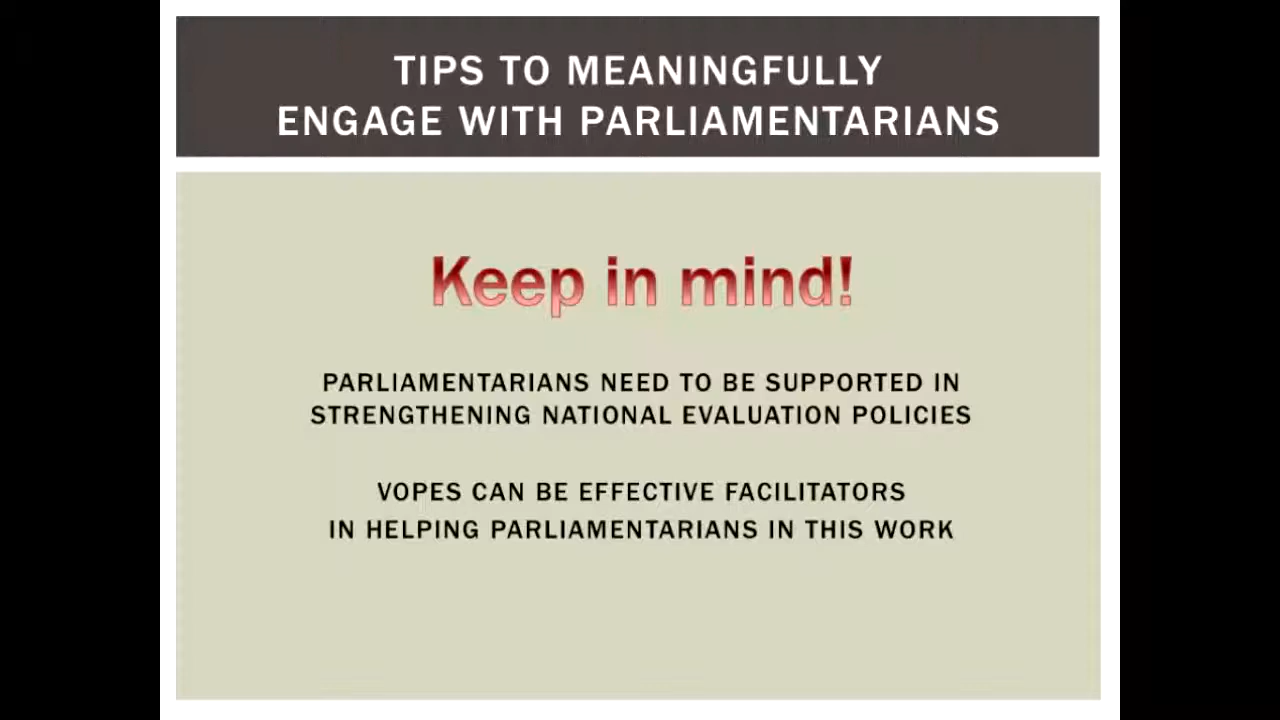 TIPS TO MEANINGFULLY
ENGAGE WITH PARLIAMENTARIANS
Keep in mind!
PARLIAMENTARIANS NEED TO BE SUPPORTED IN
STRENGTHENING NATIONAL EVALUATION POLICIES
VOPES CAN BE EFFECTIVE FACILITATORS
IN HELPING PARLIAMENTARIANS IN THIS WORK